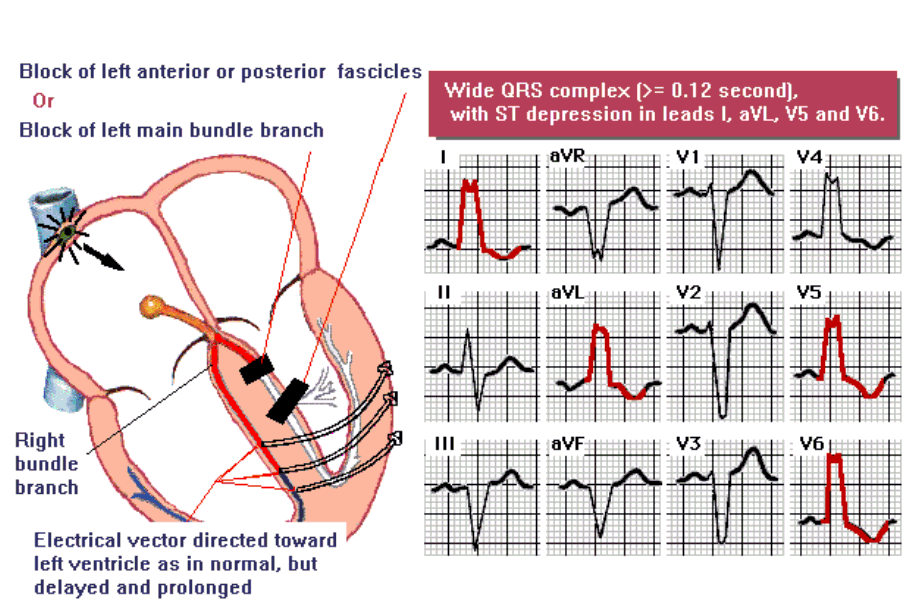 Block of left anterior or posterior fascicles
Or
Block of left main bundle branch
Wide QRS complex (>= 0.12 second),
with ST depression in leads I, aVL, V5 and V6.
I
aVR
V1
V4
II
aVL
V2
V5
III
aVF
V3
V6
Right
bundle
branch
Electrical vector directed toward
left ventricle as in normal, but
delayed and prolonged